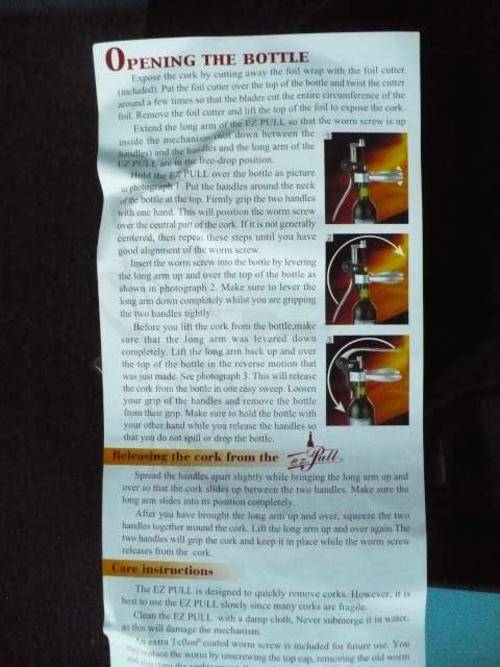 OPENING THE BOTTLE
Expose the cork by cutting away the foil wrap with the foil cutter
(included). Put the foil cutter over the top of the bottle and twist the cutter
around a few times so that the blades cut the entire circumference of the
foil. Remove the foil cutter and lift the top of the foil to expose the cork.
Extend the long arm of the EZ PULL so that the worm screw is up
inside the mechanism (not down between the
handles) and the handles and the long arm of the
EZ PULL are in the free-drop position.
Hold the EZ PULL over the bottle as picture
in photograph 1. Put the handles around the neck
of the bottle at the top. Firmly grip the two handles
with one hand. This will position the worm screw
over the central part of the cork. If it is not generally
centered, then repeat these steps until you have
good alignment of the worm screw.
Insert the worm screw into the bottle by levering
the long arm up and over the top of the bottle as
shown in photograph 2. Make sure to lever the
long arm down completely whilst you are gripping
the two handles tightly.
Before you lift the cork from the bottle,make
sure that the long arm was levered down
completely. Lift the long arm back up and over
the top of the bottle in the reverse motion that
was just made. See photograph 3. This will release
the cork from the bottle in one easy sweep. Loosen
your grip of the handles and remove the bottle
from their grip. Make sure to hold the bottle with
your other hand while you release the handles so
that you do not spill or drop the bottle.
1
2
3
Releasing the cork from the ez Pull
Spread the handles apart slightly while bringing the long arm up and
over so that the cork slides up between the two handles. Make sure the
long arm slides into its position completely.
After you have brought the long arm up and over, squeeze the two
handles together around the cork. Lift the long arm up and over again.The
two handles will grip the cork and keep it in place while the worm screw
releases from the cork.
Care instructions
The EZ PULL is designed to quickly remove corks. However, it is
best to use the EZ PULL slowly since many corks are fragile.
Clean the EZ PULL with a damp cloth, Never submerge it in water,
as this will damage the mechanism.
An extra Teflon® coated worm screw is included for future use. You
may replace the worm by unscrewing the top cap, removing the old worm